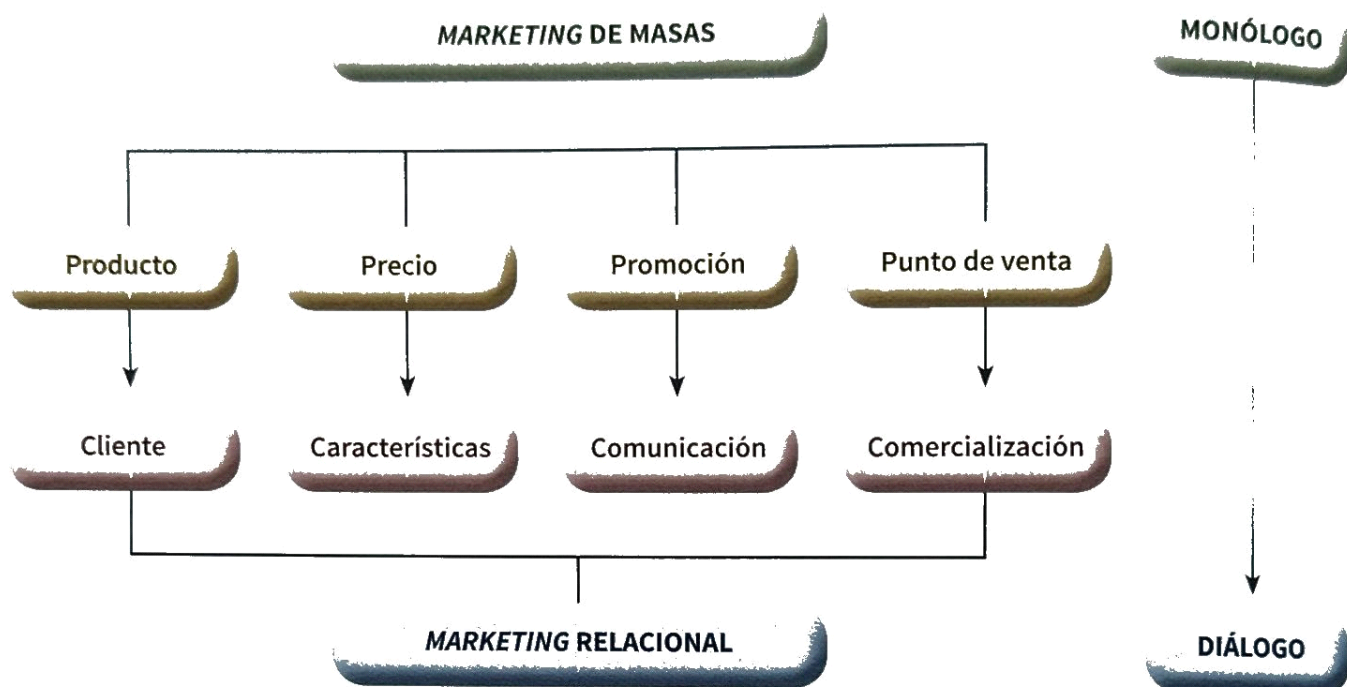 MARKETING DE MASAS
MONÓLOGO
Producto
Precio
Promoción
Punto de venta
Cliente
Características
Comunicación
Comercialización
MARKETING RELACIONAL
DIÁLOGO